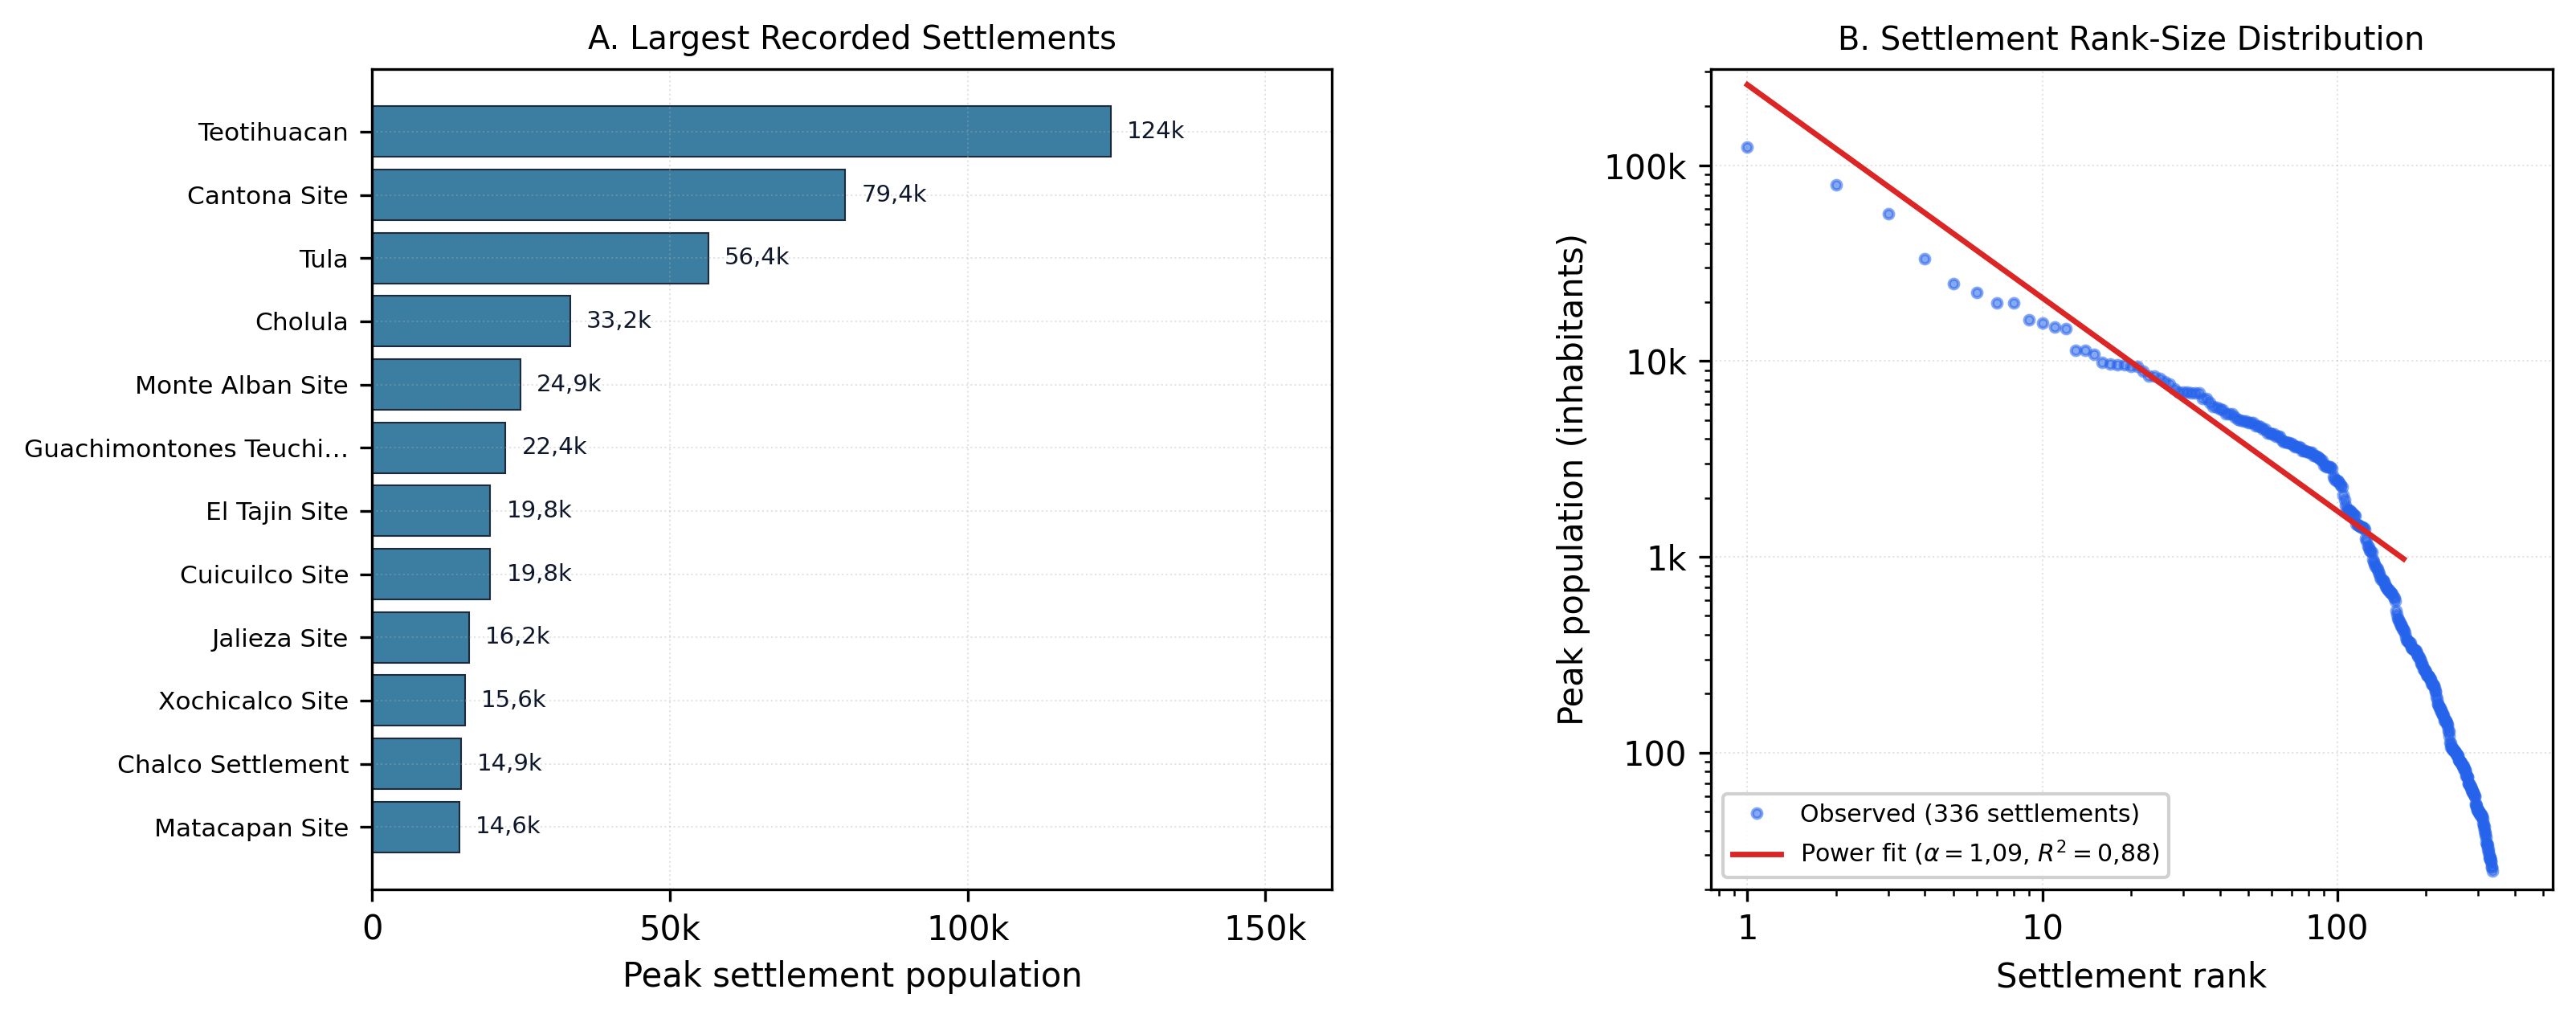 A. Largest Recorded Settlements
Teotihuacan
124k
Cantona Site
79,4k
Tula
56,4k
Cholula
33,2k
Monte Alban Site
24,9k
Guachimontones Teuchi...
22,4k
El Tajin Site
19,8k
Cuicuilco Site
19,8k
Jalieza Site
16,2k
Xochicalco Site
15,6k
Chalco Settlement
14,9k
Matacapan Site
14,6k
0 50k 100k 150k
Peak settlement population
B. Settlement Rank-Size Distribution
Peak population (inhabitants)
100k
10k
1k
100
Observed (336 settlements)
Power fit (α = 1,09, R² = 0,88)
1 10 100
Settlement rank